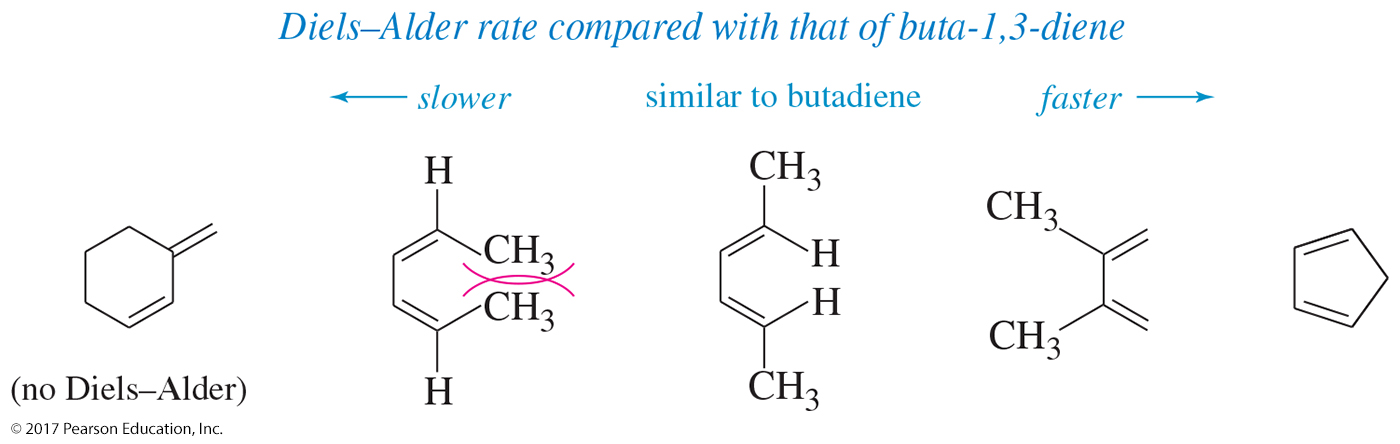 Diels–Alder rate compared with that of buta-1,3-diene
slower
similar to butadiene
faster
H
CH₃
CH₃
H
CH₃
H
H
CH₃
CH₃
CH₃
(no Diels–Alder)
© 2017 Pearson Education, Inc.